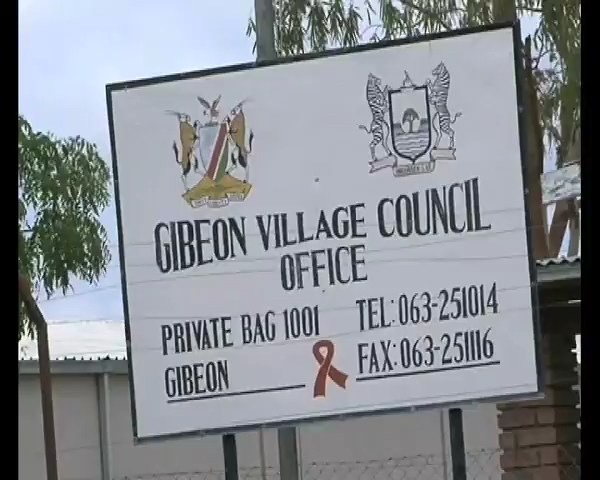 GIBEON VILLAGE COUNCIL
OFFICE
PRIVATE BAG 1001
GIBEON
TEL: 063-251014
FAX: 063-251116